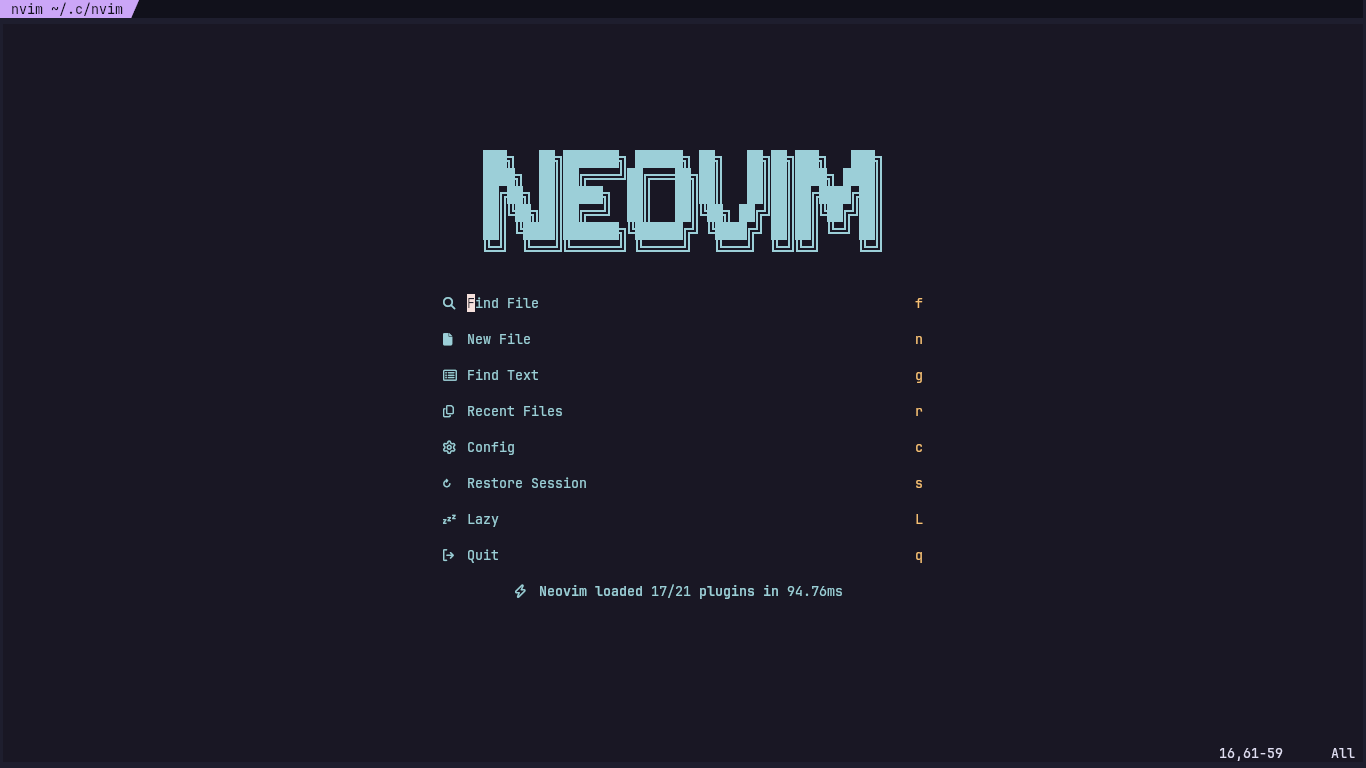 nvim ~/.c/nvim
NEOVIM
Find File f
New File n
Find Text g
Recent Files r
Config c
Restore Session s
zzz Lazy L
Quit q
Neovim loaded 17/21 plugins in 94.76ms
16,61-59 All